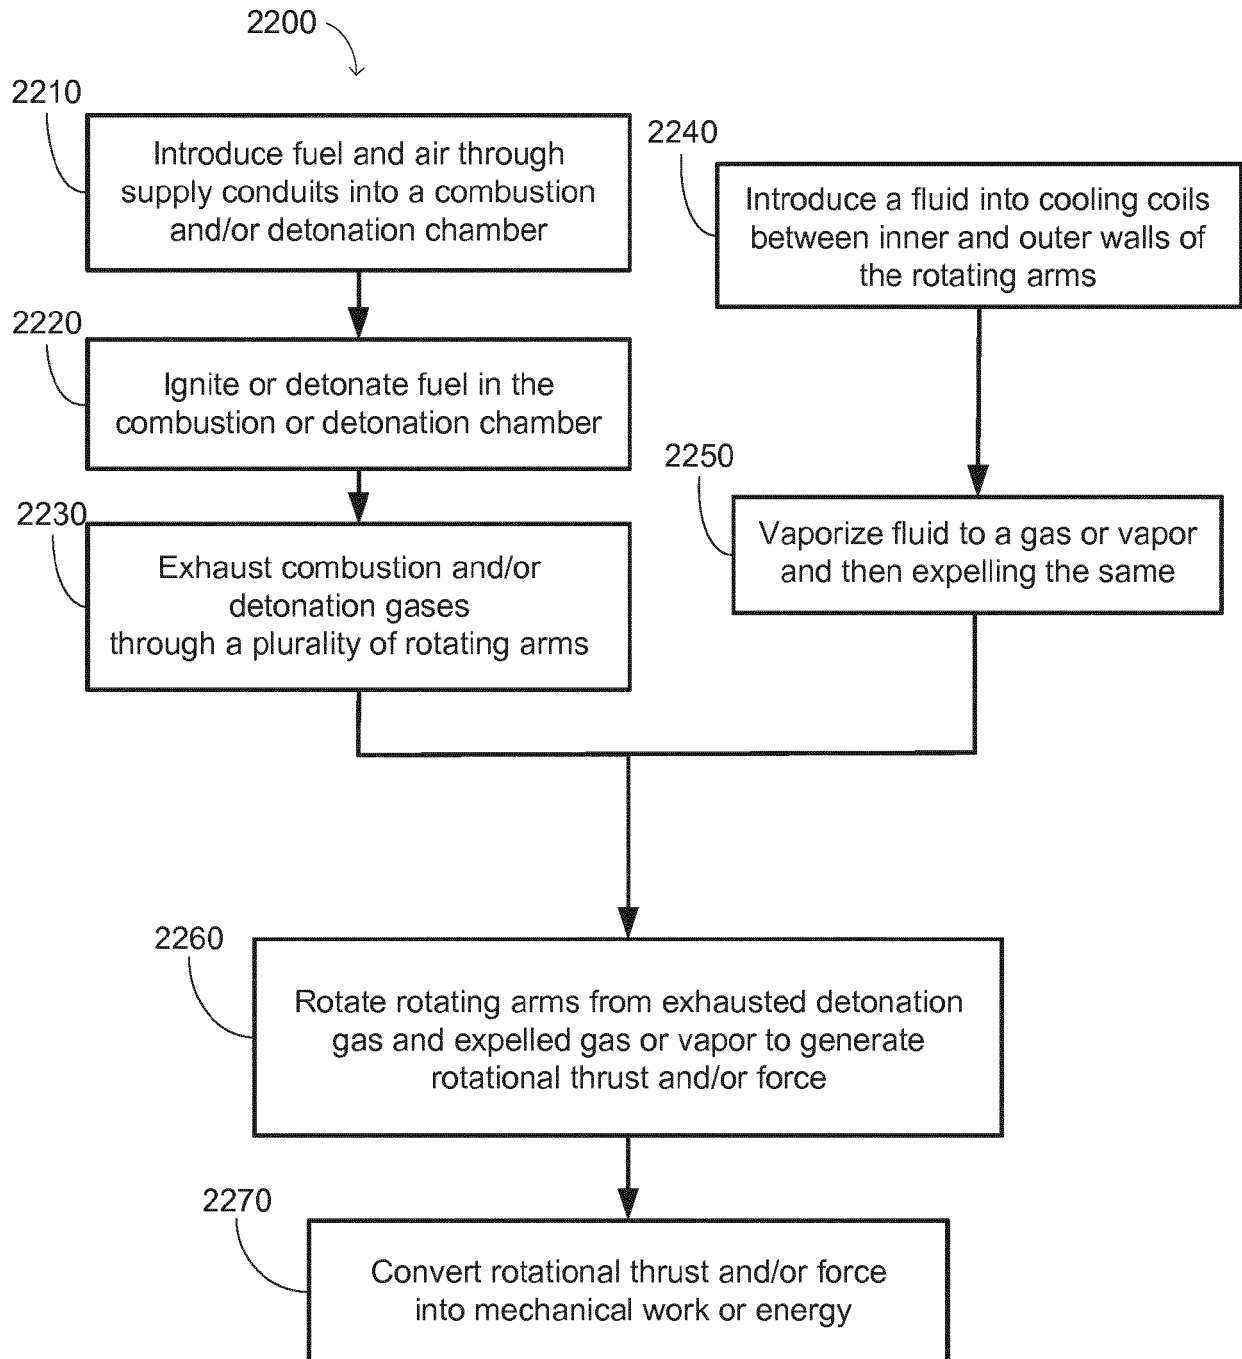 2200
2210
Introduce fuel and air through
supply conduits into a combustion
and/or detonation chamber
2220
Ignite or detonate fuel in the
combustion or detonation chamber
2230
Exhaust combustion and/or
detonation gases
through a plurality of rotating arms
2240
Introduce a fluid into cooling coils
between inner and outer walls of
the rotating arms
2250
Vaporize fluid to a gas or vapor
and then expelling the same
2260
Rotate rotating arms from exhausted detonation
gas and expelled gas or vapor to generate
rotational thrust and/or force
2270
Convert rotational thrust and/or force
into mechanical work or energy